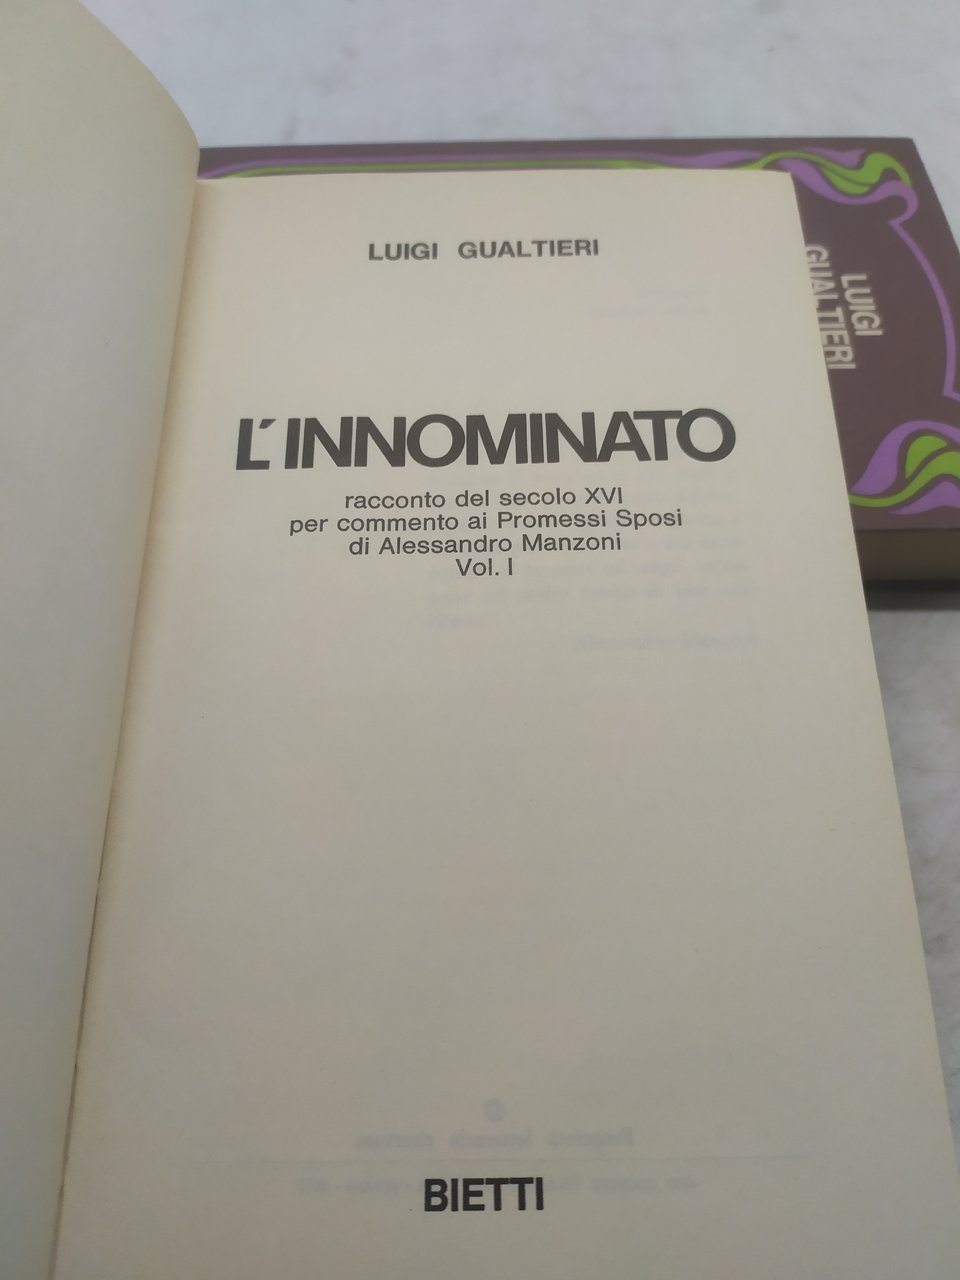 LUIGI GUALTIERI
L'INNOMINATO
racconto del secolo XVI
per commento ai Promessi Sposi
di Alessandro Manzoni
Vol. I
BIETTI
LUIGI
GUALTIERI